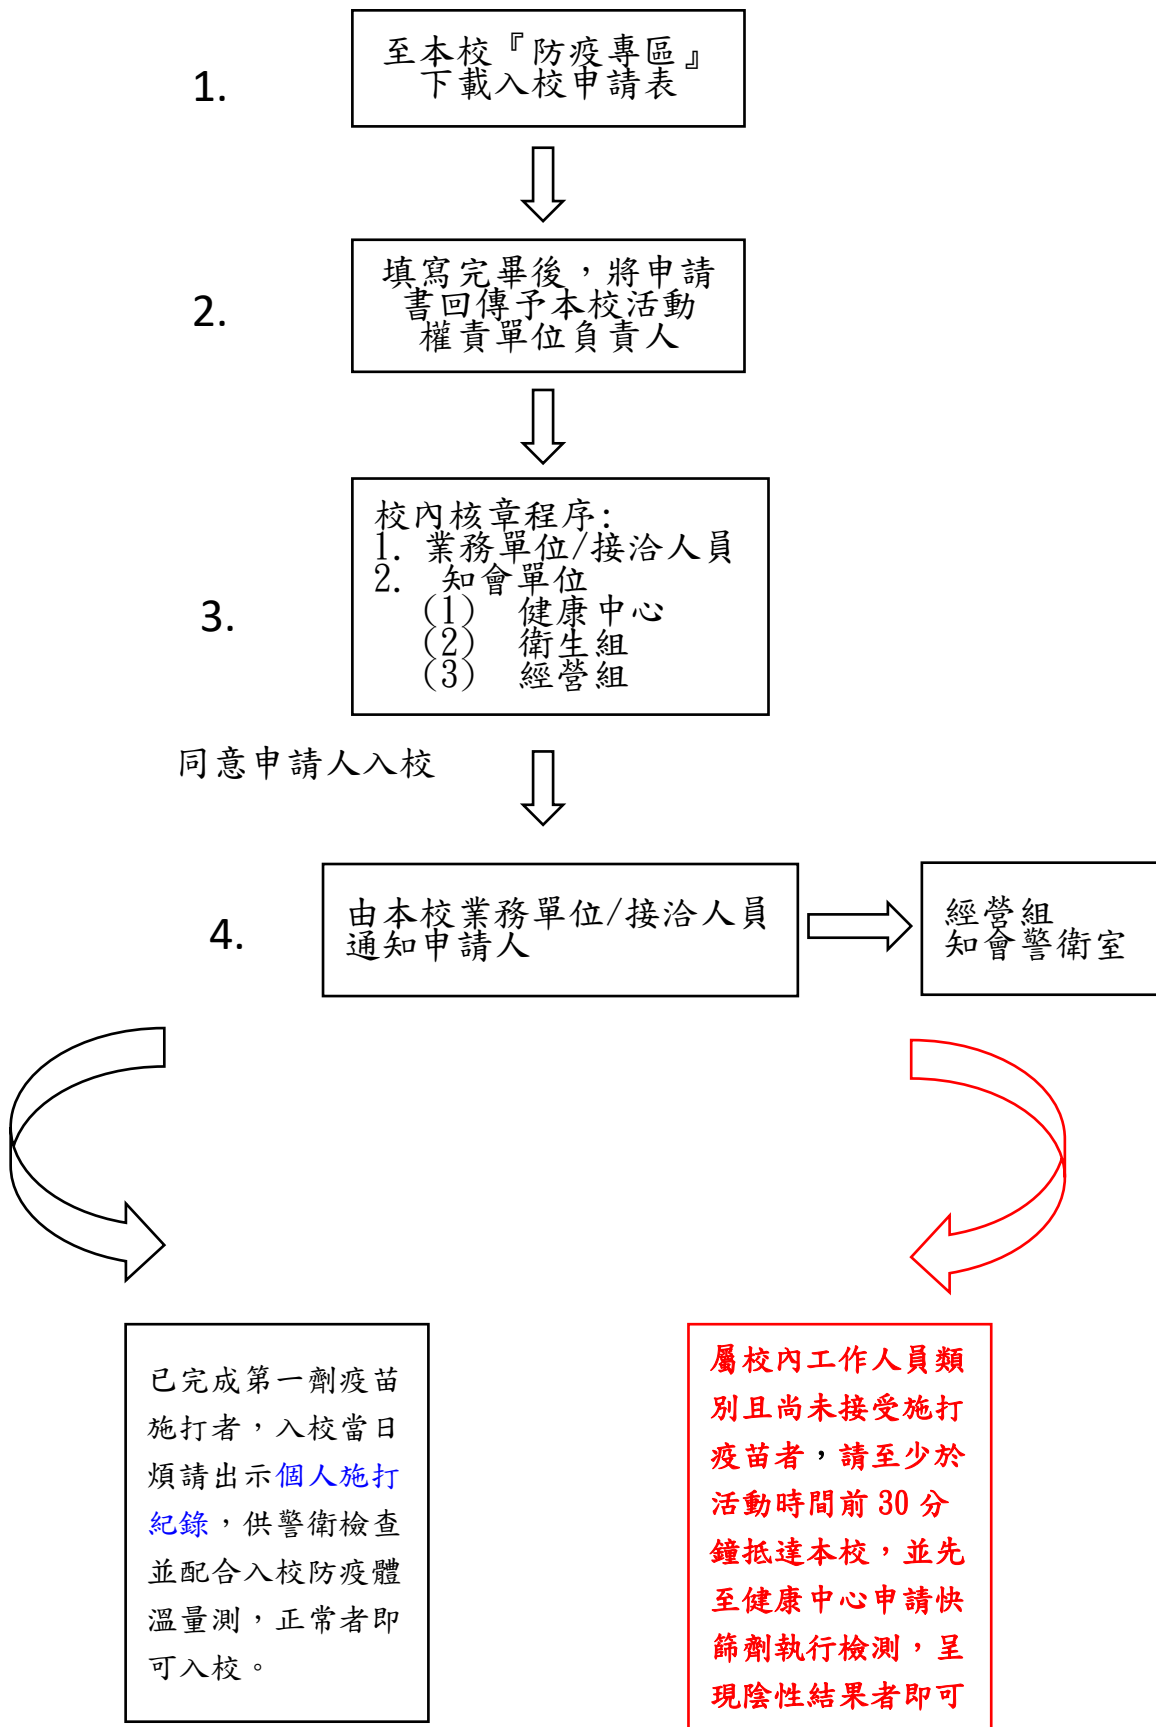 1.
至本校『防疫專區』
下載入校申請表
2.
填寫完畢後，將申請
書回傳予本校活動
權責單位負責人
3.
校內核章程序:
1. 業務單位/接洽人員
2. 知會單位
(1) 健康中心
(2) 衛生組
(3) 經營組
同意申請人入校
4.
由本校業務單位/接洽人員
通知申請人
經營組
知會警衛室
已完成第一劑疫苗
施打者，入校當日
煩請出示個人施打
紀錄，供警衛檢查
並配合入校防疫體
溫量測，正常者即
可入校。
屬校內工作人員類
別且尚未接受施打
疫苗者，請至少於
活動時間前 30 分
鐘抵達本校，並先
至健康中心申請快
篩劑執行檢測，呈
現陰性結果者即可